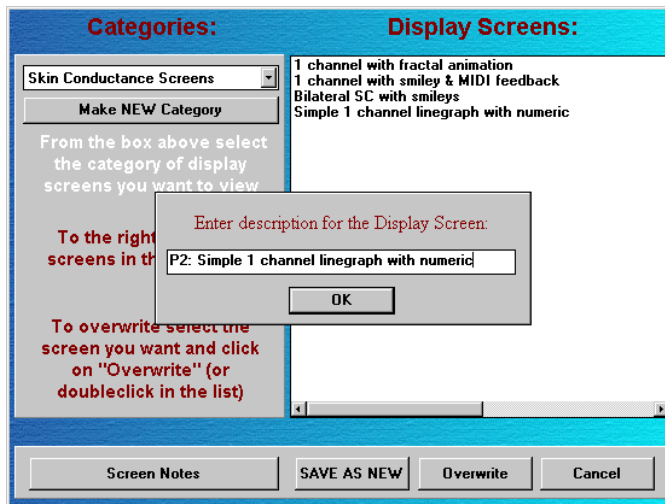 Categories:
Display Screens:
Skin Conductance Screens
Make NEW Category
From the box above select
the category of display
screens you want to view
To the right
screens in th
To overwrite select the
screen you want and click
on "Overwrite" (or
doubleclick in the list)
1 channel with fractal animation
1 channel with smiley & MIDI feedback
Bilateral SC with smileys
Simple 1 channel linegraph with numeric
Enter description for the Display Screen:
P2: Simple 1 channel linegraph with numeric
OK
Screen Notes
SAVE AS NEW
Overwrite
Cancel